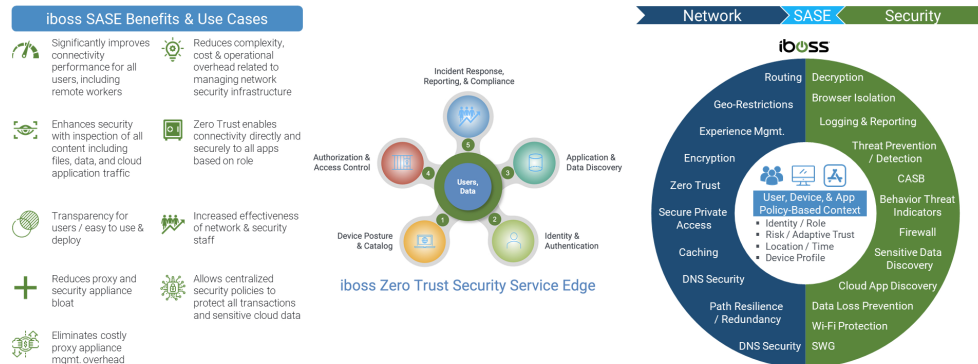 iboss SASE Benefits & Use Cases
Significantly improves
connectivity
performance for all
users, including
remote workers
Reduces complexity,
cost & operational
overhead related to
managing network
security infrastructure
Enhances security
with inspection of all
content including
files, data, and cloud
application traffic
Zero Trust enables
connectivity directly and
securely to all apps
based on role
Transparency for
users / easy to use &
deploy
Increased effectiveness
of network & security
staff
Reduces proxy and
security appliance
bloat
Allows centralized
security policies to
protect all transactions
and sensitive cloud data
Eliminates costly
proxy appliance
mgmt. overhead
Incident Response,
Reporting, & Compliance
5
Authorization &
Access Control
4
Application &
Data Discovery
3
Users,
Data
Device Posture
& Catalog
1
Identity &
Authentication
2
iboss Zero Trust Security Service Edge
Network
SASE
Security
iboss
Routing
Geo-Restrictions
Experience Mgmt.
Encryption
Zero Trust
Secure Private
Access
Caching
DNS Security
Path Resilience
/ Redundancy
DNS Security
User, Device, & App
Policy-Based Context
▪ Identity / Role
▪ Risk / Adaptive Trust
▪ Location / Time
▪ Device Profile
Decryption
Browser Isolation
Logging & Reporting
Threat Prevention
/ Detection
CASB
Behavior Threat
Indicators
Firewall
Sensitive Data
Discovery
Cloud App Discovery
Data Loss Prevention
Wi-Fi Protection
SWG